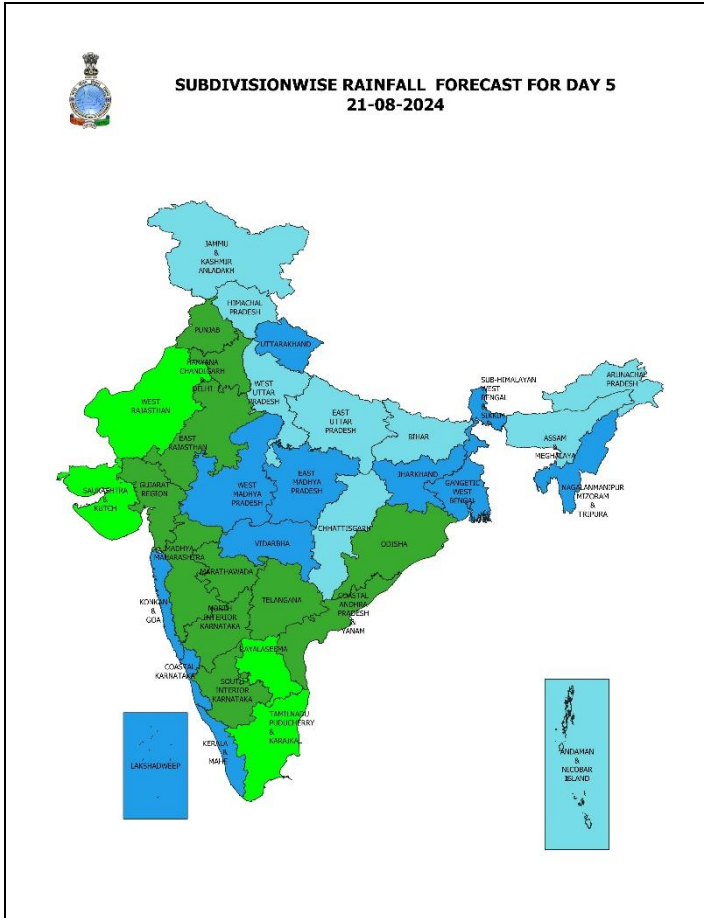 SUBDIVISIONWISE RAINFALL FORECAST FOR DAY 5
21-08-2024
JAMMU
&
KASHMIR
ANLADAKH
HIMACHAL
PRADESH
PUNJAB
UTTARAKHAND
HARYANA
CHANDIGARH
&
DELHI
WEST
UTTAR
PRADESH
SUB-HIMALAYAN
WEST
BENGAL
&
SIKKIM
ARUNACHAL
PRADESH
WEST
RAJASTHAN
EAST
UTTAR
PRADESH
EAST
RAJASTHAN
BIHAR
ASSAM
&
MEGHALAYA
SAURASHTRA
&
KUTCH
GUJARAT
REGION
WEST
MADHYA
PRADESH
EAST
MADHYA
PRADESH
JHARKHAND
GANGETIC
WEST
BENGAL
NAGALANMANIPUR
MIZORAM
&
TRIPURA
CHHATTISGARH
VIDARBHA
ODISHA
MADHYA
MAHARASHTRA
MARATHAWADA
KONKAN
&
GOA
NORTH
INTERIOR
KARNATAKA
TELANGANA
COASTAL
ANDHRA
PRADESH
&
YANAM
COASTAL
KARNATAKA
RAYALASEEMA
SOUTH
INTERIOR
KARNATAKA
TAMILNADU
PUDUCHERRY
&
KARAIKAL
KERALA
&
MAHE
LAKSHADWEEP
ANDAMAN
&
NICOBAR
ISLAND